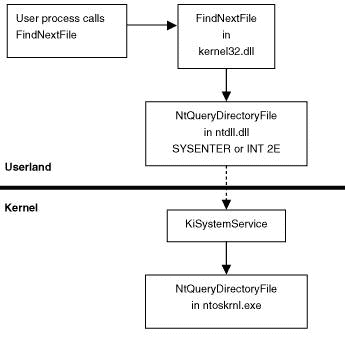 User process calls
FindNextFile
FindNextFile
in
kernel32.dll
NtQueryDirectoryFile
in ntdll.dll
SYSENTER or INT 2E
Userland
Kernel
KiSystemService
NtQueryDirectoryFile
in ntoskrnl.exe